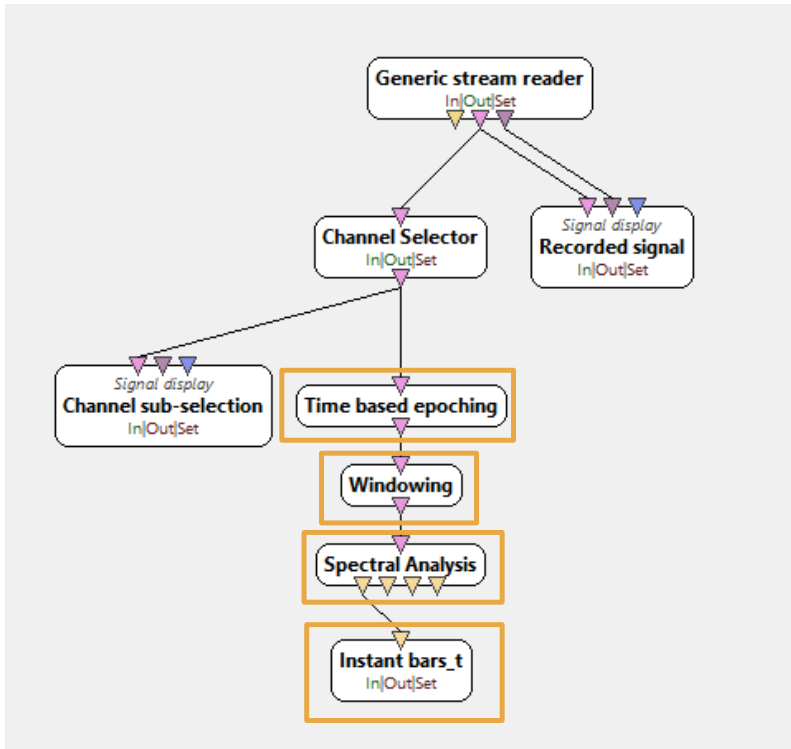 Generic stream reader
In|Out|Set
Signal display
Recorded signal
In|Out|Set
Channel Selector
In|Out|Set
Signal display
Channel sub-selection
In|Out|Set
Time based epoching
Windowing
Spectral Analysis
Instant bars_t
In|Out|Set